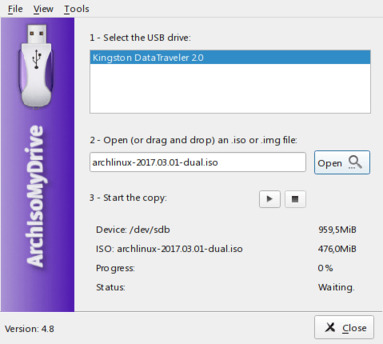 File View Tools
ArchIsoMyDrive
1 - Select the USB drive:
Kingston DataTraveler 2.0
2 - Open (or drag and drop) an .iso or .img file:
archlinux-2017.03.01-dual.iso
Open
3 - Start the copy:
Device: /dev/sdb 959,5MiB
ISO: archlinux-2017.03.01-dual.iso 476,0MiB
Progress: 0 %
Status: Waiting.
Version: 4.8
Close